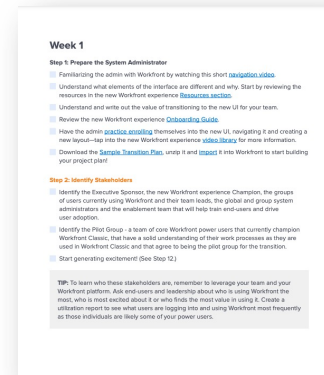 Week 1
Step 1: Prepare the System Administrator
Familiarizing the admin with Workfront by watching this short navigation video.
Understand what elements of the interface are different and why. Start by reviewing the
resources in the new Workfront experience Resources section.
Understand and write out the value of transitioning to the new UI for your team.
Review the new Workfront experience Onboarding Guide.
Have the admin practice enrolling themselves into the new UI, navigating it and creating a
new layout—tap into the new Workfront experience video library for more information.
Download the Sample Transition Plan, unzip it and import it into Workfront to start building
your project plan!
Step 2: Identify Stakeholders
Identify the Executive Sponsor, the new Workfront experience Champion, the groups
of users currently using Workfront and their team leads, the global and group system
administrators and the enablement team that will help train end-users and drive
user adoption.
Identify the Pilot Group - a team of core Workfront power users that currently champion
Workfront Classic, that have a solid understanding of their work processes as they are
used in Workfront Classic and that agree to being the pilot group for the transition.
Start generating excitement! (See Step 12.)
TIP: To learn who these stakeholders are, remember to leverage your team and your
Workfront platform. Ask end-users and leadership about who is using Workfront the
most, who is most excited about it or who finds the most value in using it. Create a
utilization report to see what users are logging into and using Workfront most frequently
as those individuals are likely some of your power users.